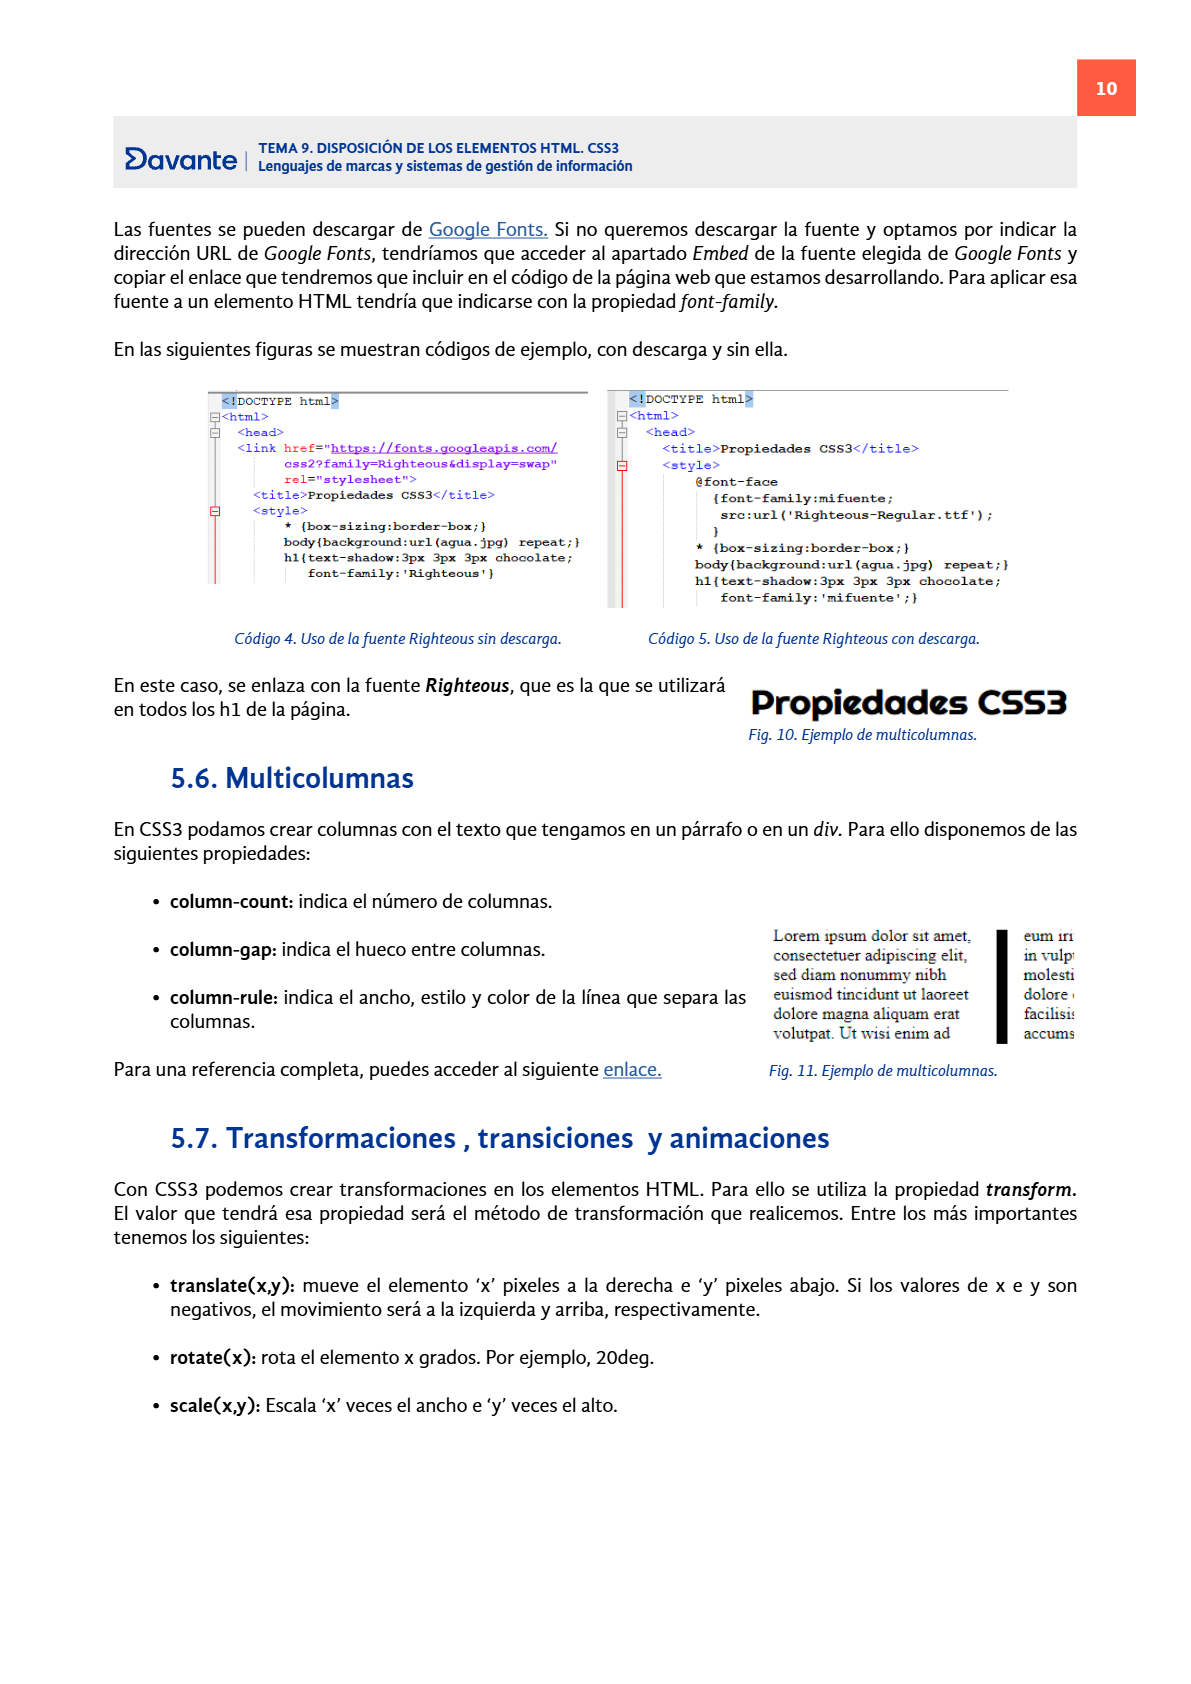 10
Davante
TEMA 9. DISPOSICIÓN DE LOS ELEMENTOS HTML. CSS3
Lenguajes de marcas y sistemas de gestión de información
Las fuentes se pueden descargar de Google Fonts. Si no queremos descargar la fuente y optamos por indicar la
dirección URL de Google Fonts, tendríamos que acceder al apartado Embed de la fuente elegida de Google Fonts y
copiar el enlace que tendremos que incluir en el código de la página web que estamos desarrollando. Para aplicar esa
fuente a un elemento HTML tendría que indicarse con la propiedad font-family.
En las siguientes figuras se muestran códigos de ejemplo, con descarga y sin ella.
<!DOCTYPE html>
<html>
<head>
<link href="https://fonts.googleapis.com/
css2?family=Righteous&display=swap"
rel="stylesheet">
<title>Propiedades CSS3</title>
<style>
* {box-sizing:border-box;}
body{background:url(agua.jpg) repeat;}
h1{text-shadow:3px 3px 3px chocolate;
font-family:'Righteous'}
Código 4. Uso de la fuente Righteous sin descarga.
<!DOCTYPE html>
<html>
<head>
<title>Propiedades CSS3</title>
<style>
@font-face
{font-family:mifuente;
src:url('Righteous-Regular.ttf');
}
* {box-sizing:border-box;}
body{background:url(agua.jpg) repeat;}
h1{text-shadow:3px 3px 3px chocolate;
font-family:'mifuente';}
Código 5. Uso de la fuente Righteous con descarga.
En este caso, se enlaza con la fuente Righteous, que es la que se utilizará
en todos los h1 de la página.
Propiedades CSS3
Fig. 10. Ejemplo de multicolumnas.
5.6. Multicolumnas
En CSS3 podamos crear columnas con el texto que tengamos en un párrafo o en un div. Para ello disponemos de las
siguientes propiedades:
• column-count: indica el número de columnas.
• column-gap: indica el hueco entre columnas.
• column-rule: indica el ancho, estilo y color de la línea que separa las
columnas.
Para una referencia completa, puedes acceder al siguiente enlace.
Lorem ipsum dolor sit amet,
consectetuer adipiscing elit,
sed diam nonummy nibh
euismod tincidunt ut laoreet
dolore magna aliquam erat
volutpat. Ut wisi enim ad
eum iri
in vulp
molesti
dolore
facilisis
accums
Fig. 11. Ejemplo de multicolumnas.
5.7. Transformaciones , transiciones  y animaciones
Con CSS3 podemos crear transformaciones en los elementos HTML. Para ello se utiliza la propiedad transform.
El valor que tendrá esa propiedad será el método de transformación que realicemos. Entre los más importantes
tenemos los siguientes:
• translate(x,y): mueve el elemento ‘x’ pixeles a la derecha e ‘y’ pixeles abajo. Si los valores de x e y son
negativos, el movimiento será a la izquierda y arriba, respectivamente.
• rotate(x): rota el elemento x grados. Por ejemplo, 20deg.
• scale(x,y): Escala ‘x’ veces el ancho e ‘y’ veces el alto.